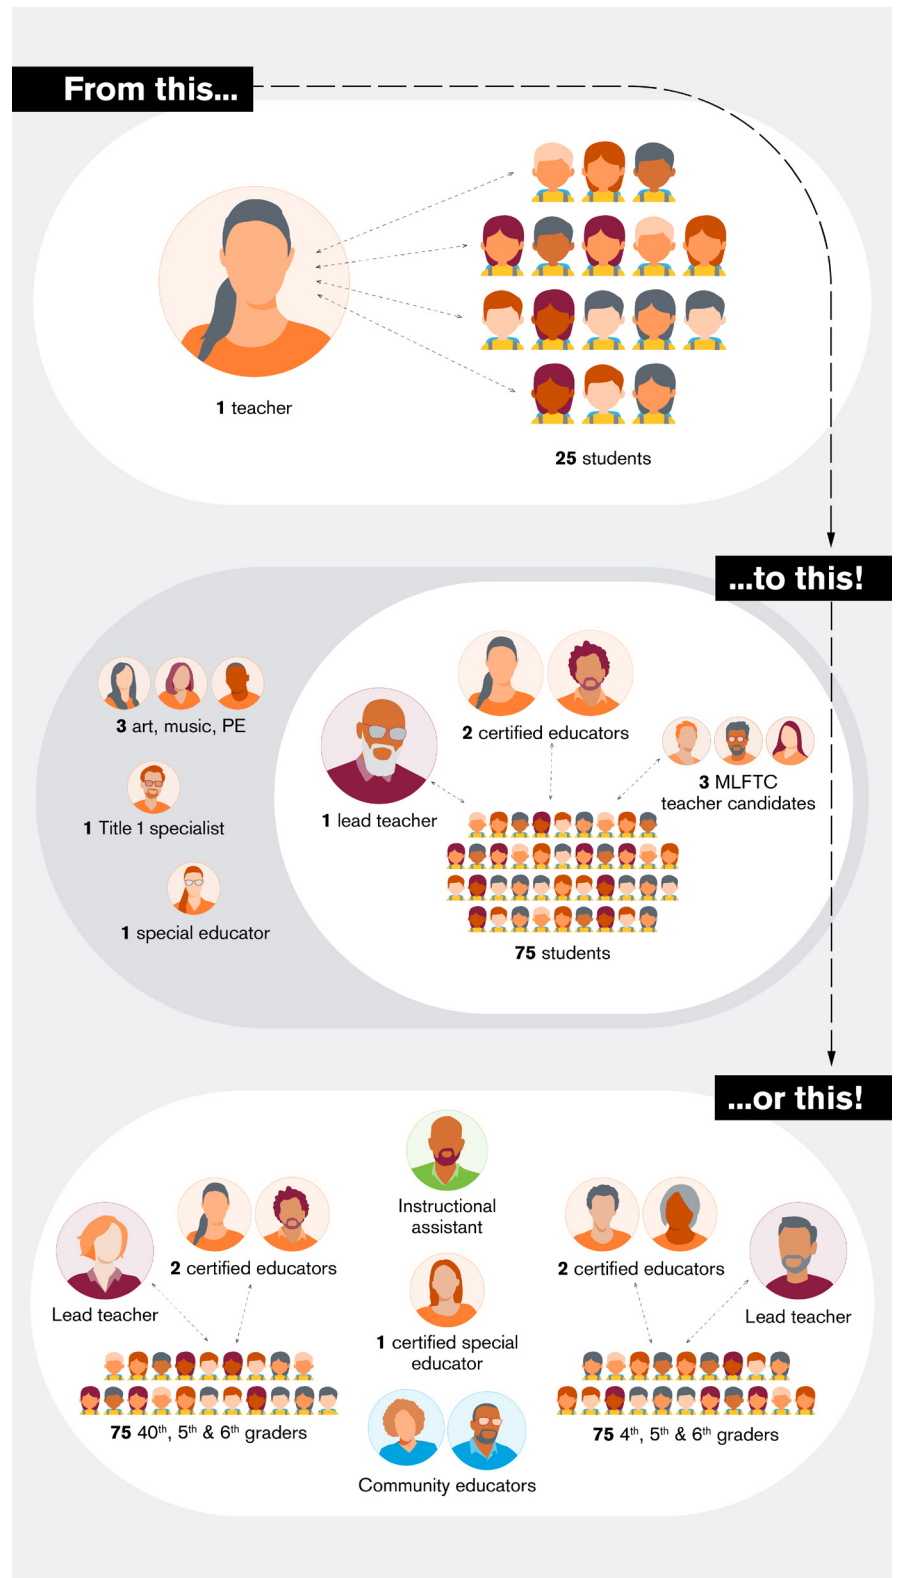 From this...
1 teacher
25 students
...to this!
3 art, music, PE
1 Title 1 specialist
1 special educator
2 certified educators
1 lead teacher
3 MLFTC
teacher candidates
75 students
...or this!
Instructional
assistant
2 certified educators
Lead teacher
1 certified special
educator
2 certified educators
Lead teacher
75 40th, 5th & 6th graders
75 4th, 5th & 6th graders
Community educators